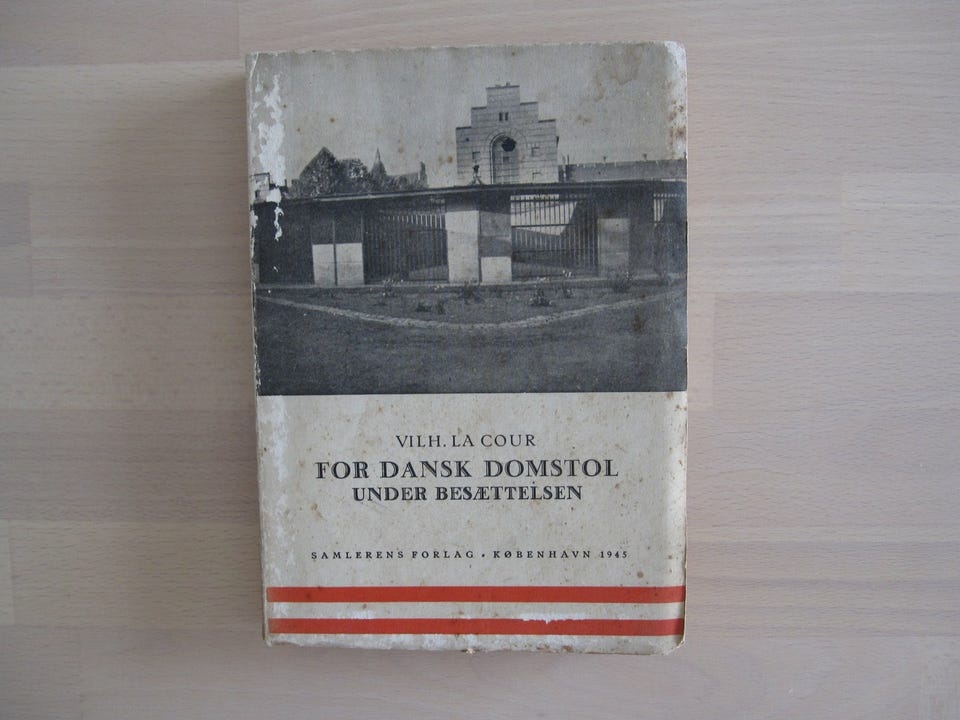 VILH. LA COUR
FOR DANSK DOMSTOL
UNDER BESÆTTELSEN
SAMLERENS FORLAG • KØBENHAVN 1945